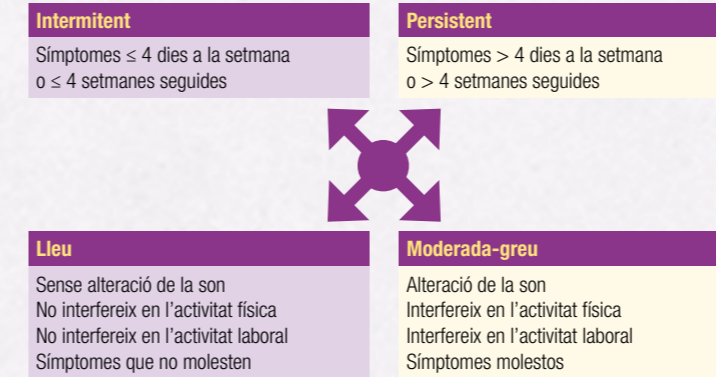 Intermitent
Símptomes ≤ 4 dies a la setmana
o ≤ 4 setmanes seguides
Persistent
Símptomes > 4 dies a la setmana
o > 4 setmanes seguides
Lleu
Sense alteració de la son
No interfereix en l’activitat física
No interfereix en l’activitat laboral
Símptomes que no molesten
Moderada-greu
Alteració de la son
Interfereix en l’activitat física
Interfereix en l’activitat laboral
Símptomes molestos